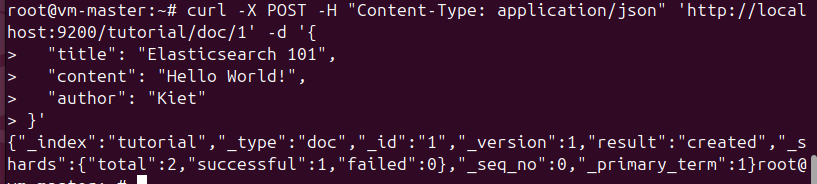 root@vm-master:~# curl -X POST -H "Content-Type: application/json" 'http://local
host:9200/tutorial/doc/1' -d '{
>   "title": "Elasticsearch 101",
>   "content": "Hello World!",
>   "author": "Kiet"
> }'
{"_index":"tutorial","_type":"doc","_id":"1","_version":1,"result":"created","_s
hards":{"total":2,"successful":1,"failed":0},"_seq_no":0,"_primary_term":1}root@
vm-master:~#